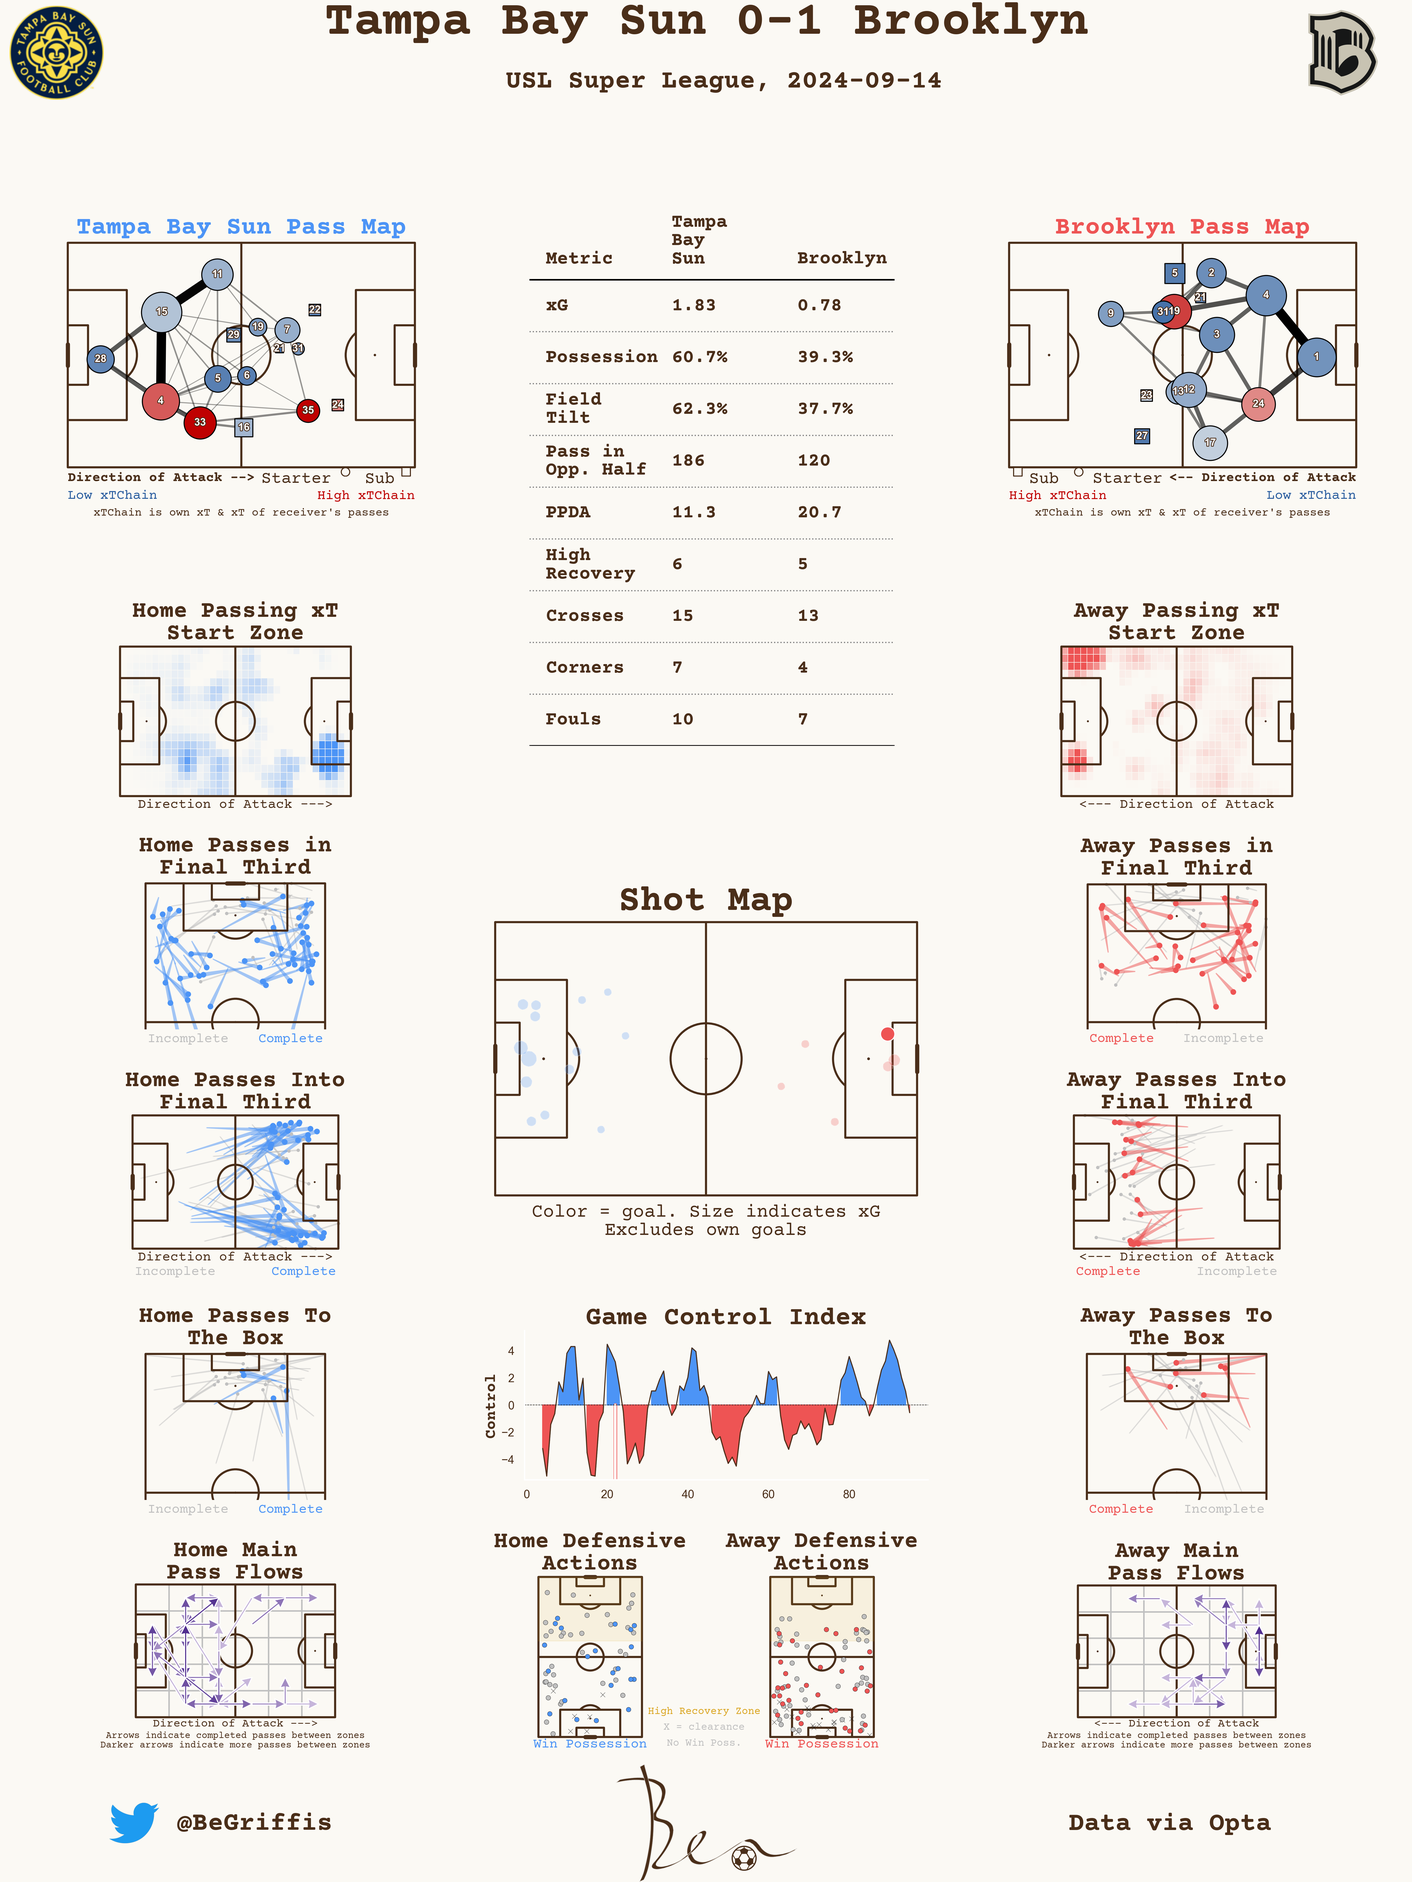 Tampa Bay Sun 0-1 Brooklyn
USL Super League, 2024-09-14
TAMPA BAY SUN
FOOTBALL CLUB
Tampa Bay Sun Pass Map
11
15
22
19
7
29
21
31
28
5
6
4
35
24
33
16
Direction of Attack --> Starter Sub
Low xTChain High xTChain
xTChain is own xT & xT of receiver's passes
Metric Tampa Bay Sun Brooklyn
xG 1.83 0.78
Possession 60.7% 39.3%
Field Tilt 62.3% 37.7%
Pass in Opp. Half 186 120
PPDA 11.3 20.7
High Recovery 6 5
Crosses 15 13
Corners 7 4
Fouls 10 7
Brooklyn Pass Map
5
2
21
4
9
31
19
3
1
23
13
12
24
27
17
Sub Starter <-- Direction of Attack
High xTChain Low xTChain
xTChain is own xT & xT of receiver's passes
Home Passing xT
Start Zone
Direction of Attack --->
Away Passing xT
Start Zone
<--- Direction of Attack
Home Passes in
Final Third
Incomplete Complete
Away Passes in
Final Third
Complete Incomplete
Shot Map
Color = goal. Size indicates xG
Excludes own goals
Home Passes Into
Final Third
Direction of Attack --->
Incomplete Complete
Away Passes Into
Final Third
<--- Direction of Attack
Complete Incomplete
Home Passes To
The Box
Incomplete Complete
Game Control Index
Control
4
2
0
−2
−4
0 20 40 60 80
Away Passes To
The Box
Complete Incomplete
Home Main
Pass Flows
Direction of Attack --->
Arrows indicate completed passes between zones
Darker arrows indicate more passes between zones
Home Defensive
Actions
Win Possession
High Recovery Zone
X = clearance
No Win Poss.
Away Defensive
Actions
Win Possession
Away Main
Pass Flows
<--- Direction of Attack
Arrows indicate completed passes between zones
Darker arrows indicate more passes between zones
@BeGriffis
Ben
Data via Opta